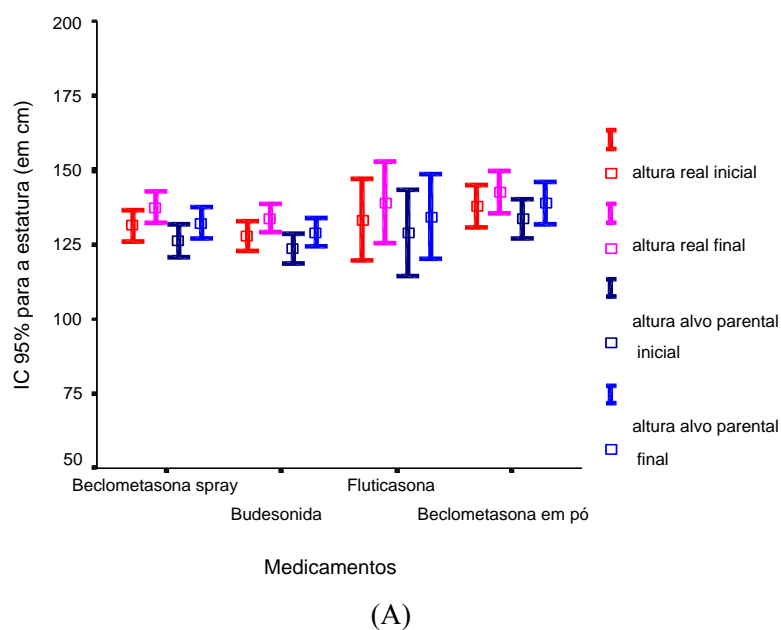 200
175
150
125
100
75
50
IC 95% para a estatura (em cm)
Beclometasona spray
Fluticasona
Budesonida
Beclometasona em pó
Medicamentos
altura real inicial
altura real final
altura alvo parental
inicial
altura alvo parental
final
(A)